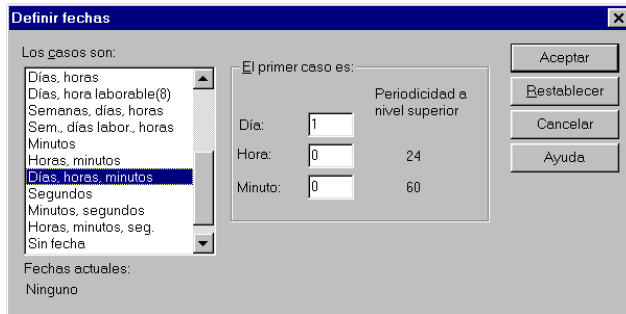 Definir fechas
Los casos son:
Días, horas
Días, hora laborable(8)
Semanas, días, horas
Sem., días labor., horas
Minutos
Horas, minutos
Días, horas, minutos
Segundos
Minutos, segundos
Horas, minutos, seg.
Sin fecha
Fechas actuales:
Ninguno
El primer caso es:
Periodicidad a
nivel superior
Día: 1
Hora: 0 24
Minuto: 0 60
Aceptar
Restablecer
Cancelar
Ayuda